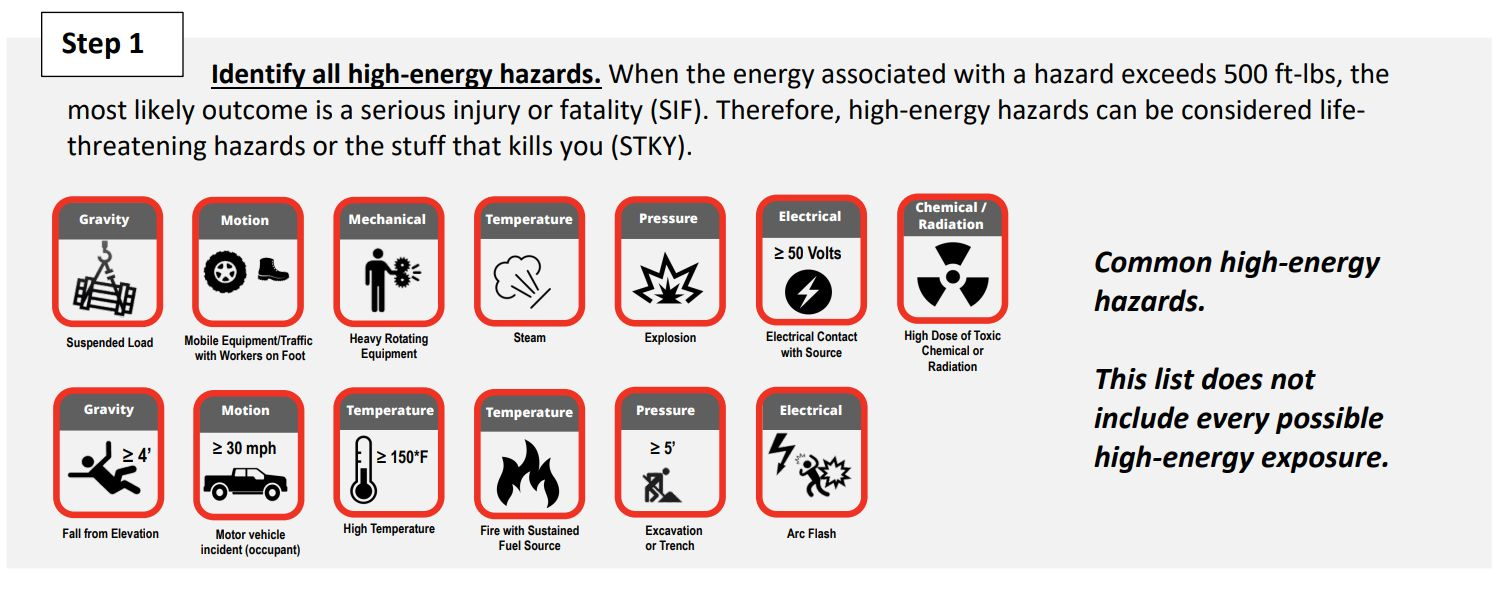 Step 1
Identify all high-energy hazards. When the energy associated with a hazard exceeds 500 ft-lbs, the
most likely outcome is a serious injury or fatality (SIF). Therefore, high-energy hazards can be considered life-
threatening hazards or the stuff that kills you (STKY).
Gravity
Suspended Load
Motion
Mobile Equipment/Traffic
with Workers on Foot
Mechanical
Heavy Rotating
Equipment
Temperature
Steam
Pressure
Explosion
Electrical
≥ 50 Volts
Electrical Contact
with Source
Chemical /
Radiation
High Dose of Toxic
Chemical or
Radiation
Gravity
≥ 4’
Fall from Elevation
Motion
≥ 30 mph
Motor vehicle
incident (occupant)
Temperature
≥ 150*F
High Temperature
Temperature
Fire with Sustained
Fuel Source
Pressure
≥ 5’
Excavation
or Trench
Electrical
Arc Flash
Common high-energy
hazards.
This list does not
include every possible
high-energy exposure.